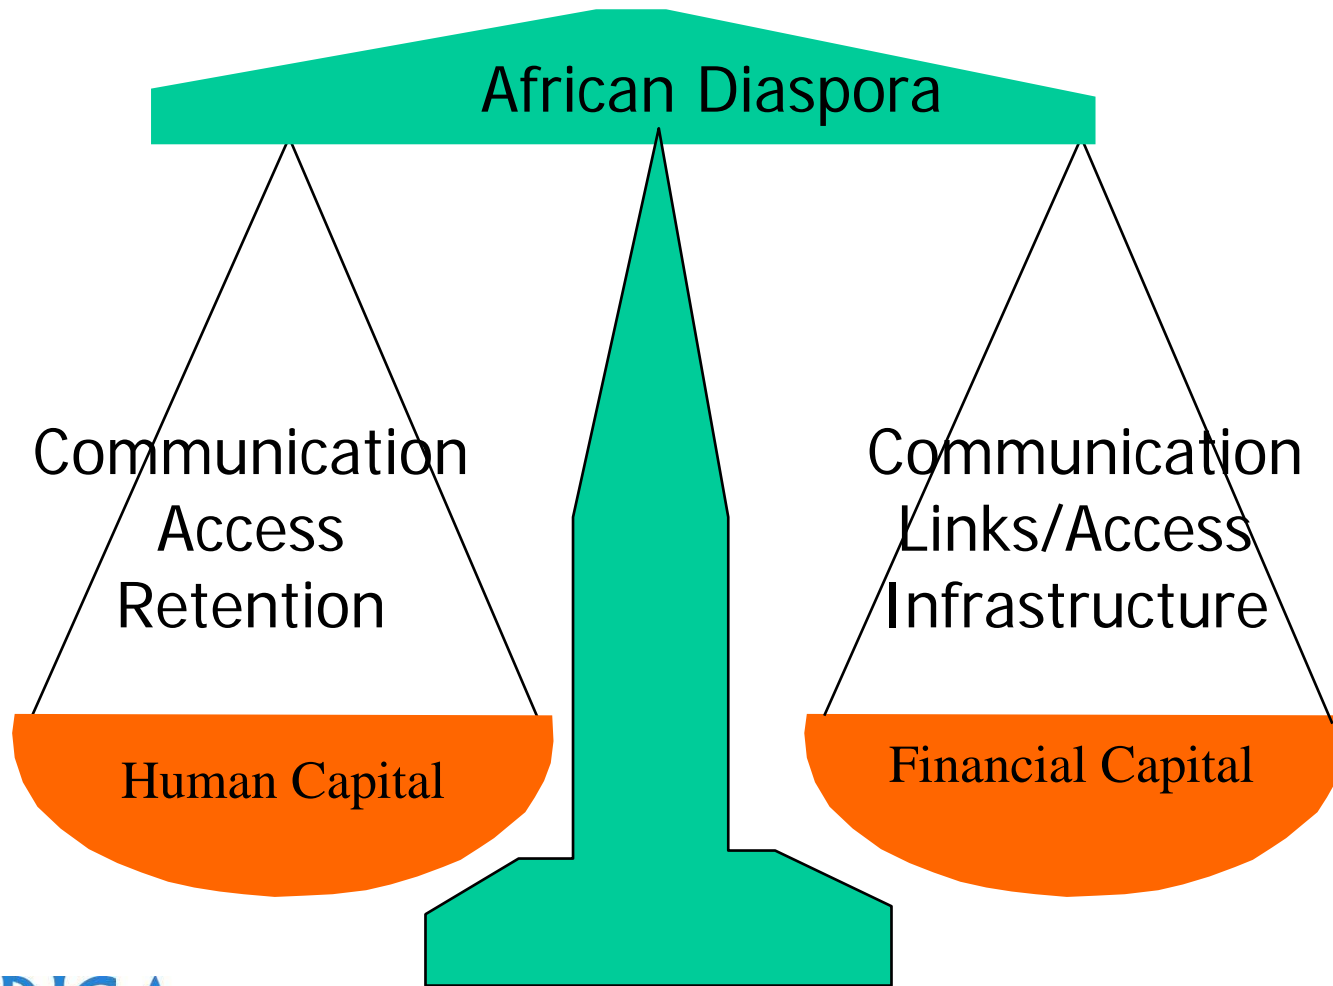 African Diaspora
Communication
Access
Retention
Communication
Links/Access
Infrastructure
Human Capital
Financial Capital